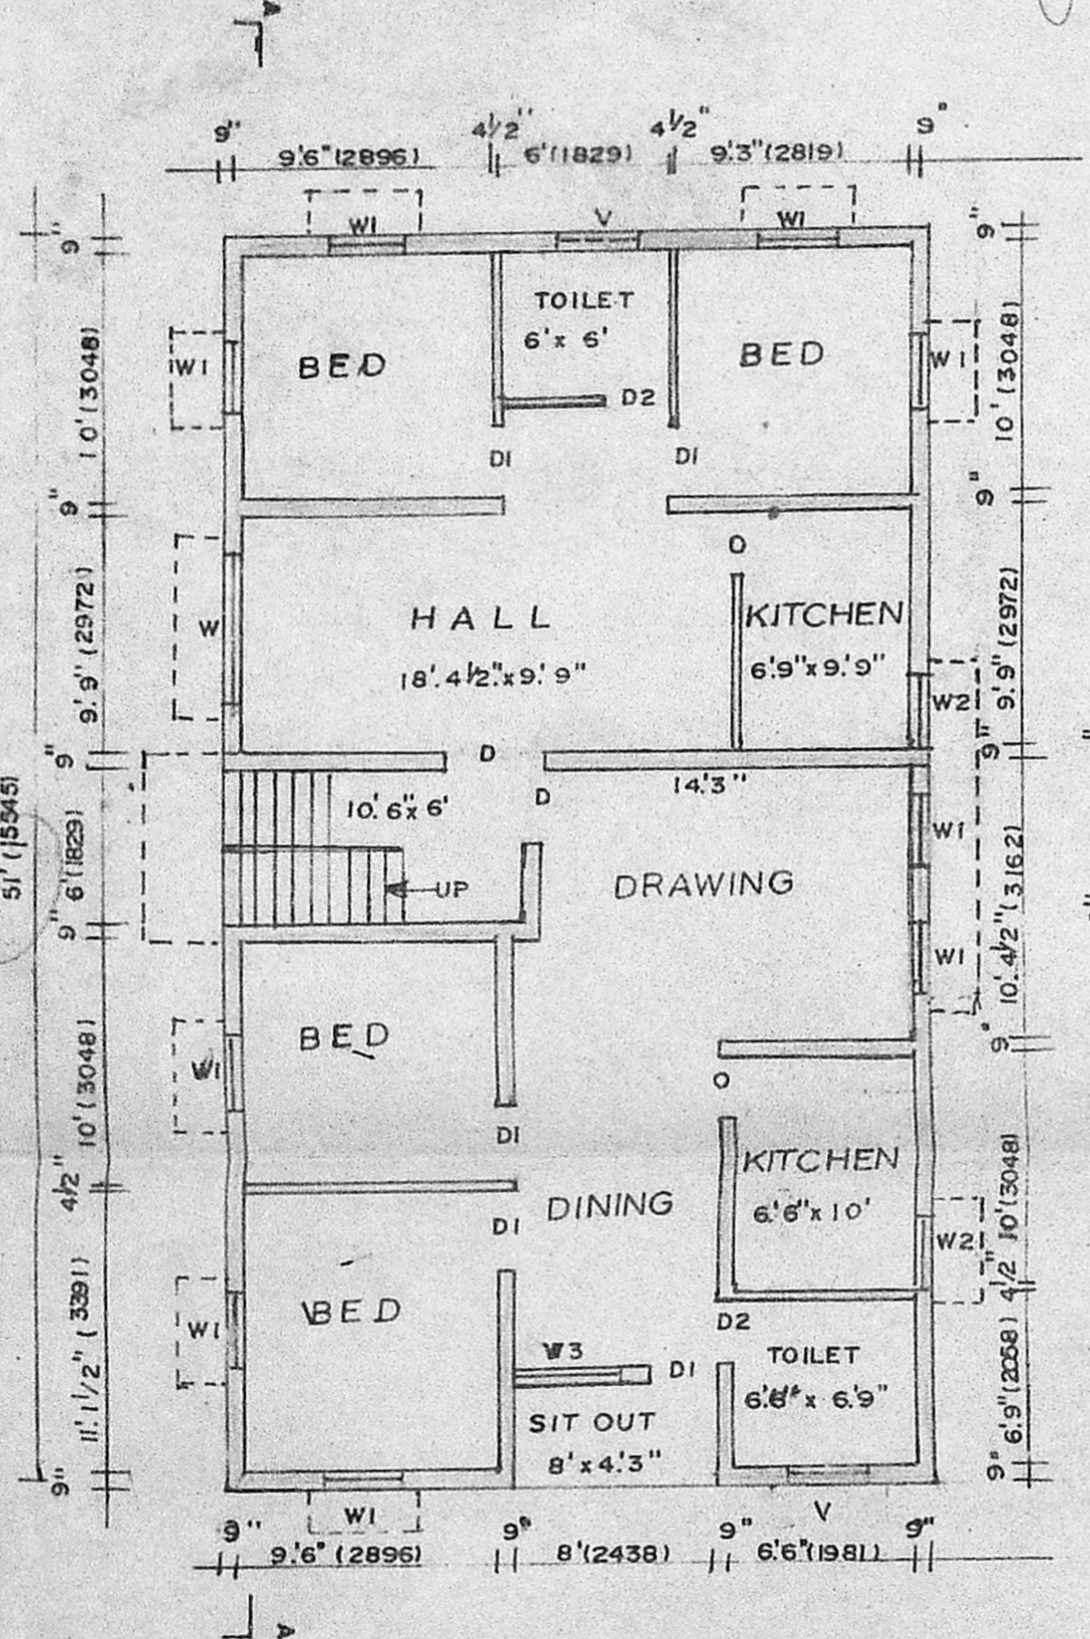 A
9" 4½" 4½" 9"
9'.6"(2896) 6'(1829) 9'.3"(2819)
W1 V W1
9" 9"
TOILET
6'x 6'
BED BED
W1 W1
10'(3048) 10'(3048)
D2
D1 D1
9" 9"
O
HALL KITCHEN
18'.4½"x9'.9" 6'.9"x9'.9"
W
9'.9"(2972) 9'.9"(2972)
W2
9" D 9"
14'.3"
D
10'.6"x 6'
W1
DRAWING
UP
51'(15545) 6'(1829)
10'.4½"(3162)
9"
W1
BED
9"
W1
O
10'(3048)
D1
KITCHEN
6'.6"x 10'
10'(3048)
4½"
D1 DINING
W2
BED
4½"
W1
D2
W3 D1 TOILET
6'.6" x 6'.9"
11'.1½"(3391)
SIT OUT
8'x4'.3"
6'.9"(2058)
9" 9"
W1 V
9" 9" 9" 9"
9'.6"(2896) 8'(2438) 6'.6"(1981)
A